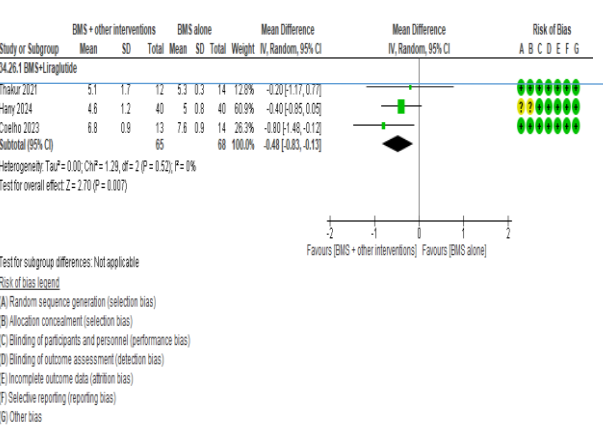 BMS + other interventions BMS alone Mean Difference Mean Difference Risk of Bias
Study or Subgroup Mean SD Total Mean SD Total Weight IV, Random, 95% CI IV, Random, 95% CI A B C D E F G
34.26.1 BMS+Liraglutide
Thakur 2021 5.1 1.7 12 5.3 0.3 14 12.8% -0.20 [-1.17, 0.77] + + + + + + +
Hany 2024 4.6 1.2 40 5 0.8 40 60.9% -0.40 [-0.85, 0.05] ? ? + + + + +
Coelho 2023 6.8 0.9 13 7.6 0.9 14 26.3% -0.80 [-1.48, -0.12] + + + + + + +
Subtotal (95% CI) 65 68 100.0% -0.48 [-0.83, -0.13]
Heterogeneity: Tau² = 0.00; Chi² = 1.29, df = 2 (P = 0.52); I² = 0%
Test for overall effect: Z = 2.70 (P = 0.007)
-2 -1 0 1 2
Favours [BMS + other interventions] Favours [BMS alone]
Test for subgroup differences: Not applicable
Risk of bias legend
(A) Random sequence generation (selection bias)
(B) Allocation concealment (selection bias)
(C) Blinding of participants and personnel (performance bias)
(D) Blinding of outcome assessment (detection bias)
(E) Incomplete outcome data (attrition bias)
(F) Selective reporting (reporting bias)
(G) Other bias